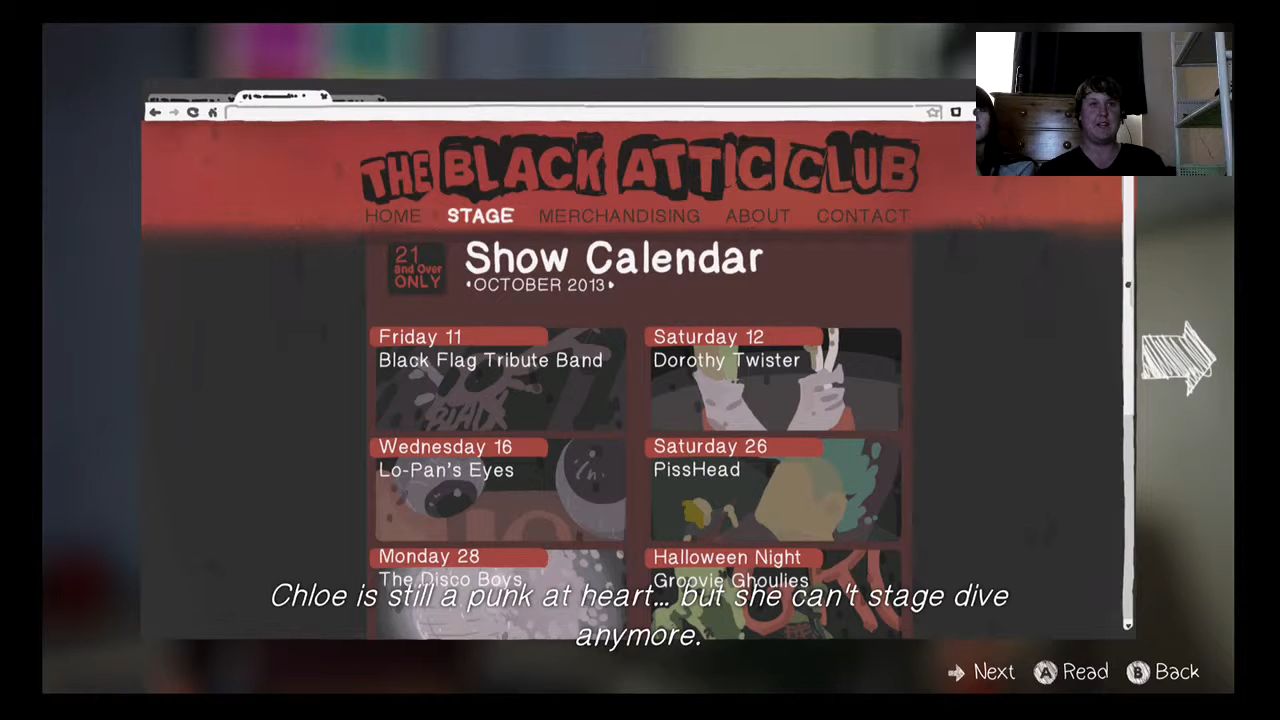 THE BLACK ATTIC CLUB
HOME STAGE MERCHANDISING ABOUT CONTACT
21
and Over
ONLY
Show Calendar
•OCTOBER 2013•
Friday 11
Black Flag Tribute Band
Saturday 12
Dorothy Twister
Wednesday 16
Lo-Pan's Eyes
Saturday 26
PissHead
Monday 28
The Disco Boys
Halloween Night
Groovie Ghoulies
Chloe is still a punk at heart... but she can't stage dive
anymore.
Next A Read B Back